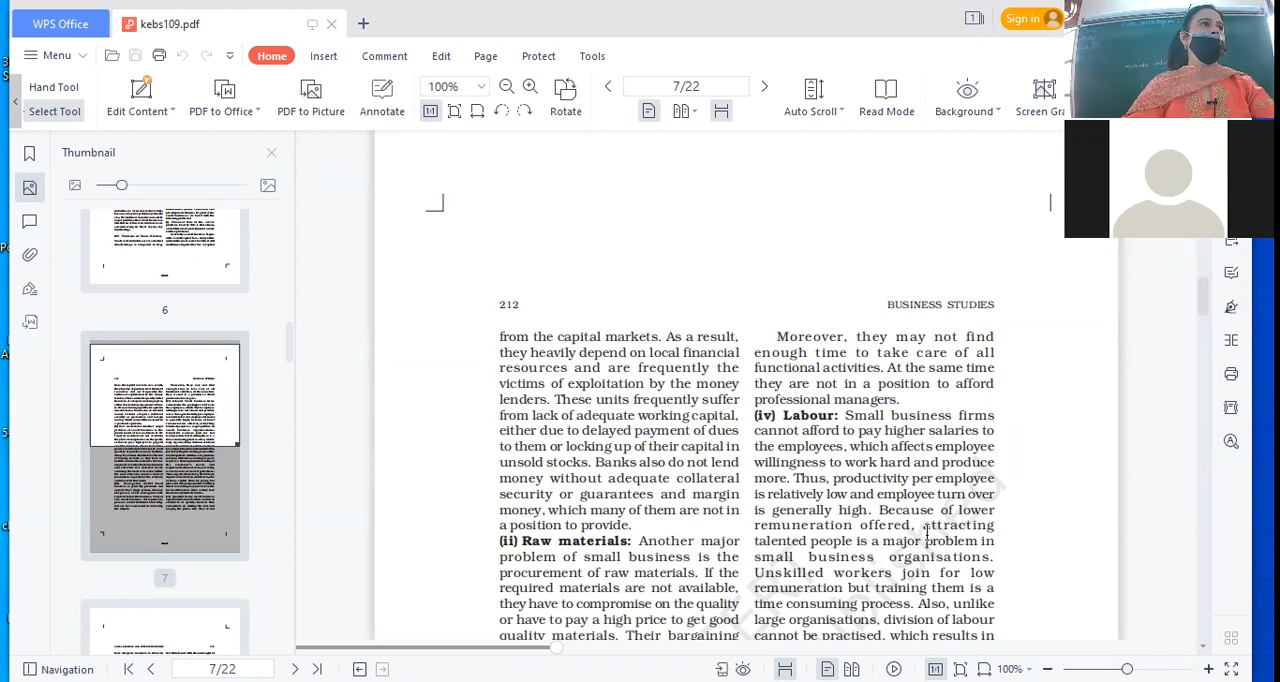 WPS Office
kebs109.pdf
Sign in
Menu
Home
Insert
Comment
Edit
Page
Protect
Tools
Hand Tool
Select Tool
Edit Content
PDF to Office
PDF to Picture
Annotate
100%
Rotate
7/22
Auto Scroll
Read Mode
Background
Screen Gra
Thumbnail
6
7
212
BUSINESS STUDIES
from the capital markets. As a result,
they heavily depend on local financial
resources and are frequently the
victims of exploitation by the money
lenders. These units frequently suffer
from lack of adequate working capital,
either due to delayed payment of dues
to them or locking up of their capital in
unsold stocks. Banks also do not lend
money without adequate collateral
security or guarantees and margin
money, which many of them are not in
a position to provide.
(ii) Raw materials: Another major
problem of small business is the
procurement of raw materials. If the
required materials are not available,
they have to compromise on the quality
or have to pay a high price to get good
quality materials. Their bargaining
Moreover, they may not find
enough time to take care of all
functional activities. At the same time
they are not in a position to afford
professional managers.
(iv) Labour: Small business firms
cannot afford to pay higher salaries to
the employees, which affects employee
willingness to work hard and produce
more. Thus, productivity per employee
is relatively low and employee turn over
is generally high. Because of lower
remuneration offered, attracting
talented people is a major problem in
small business organisations.
Unskilled workers join for low
remuneration but training them is a
time consuming process. Also, unlike
large organisations, division of labour
cannot be practised, which results in
Navigation
7/22
100%